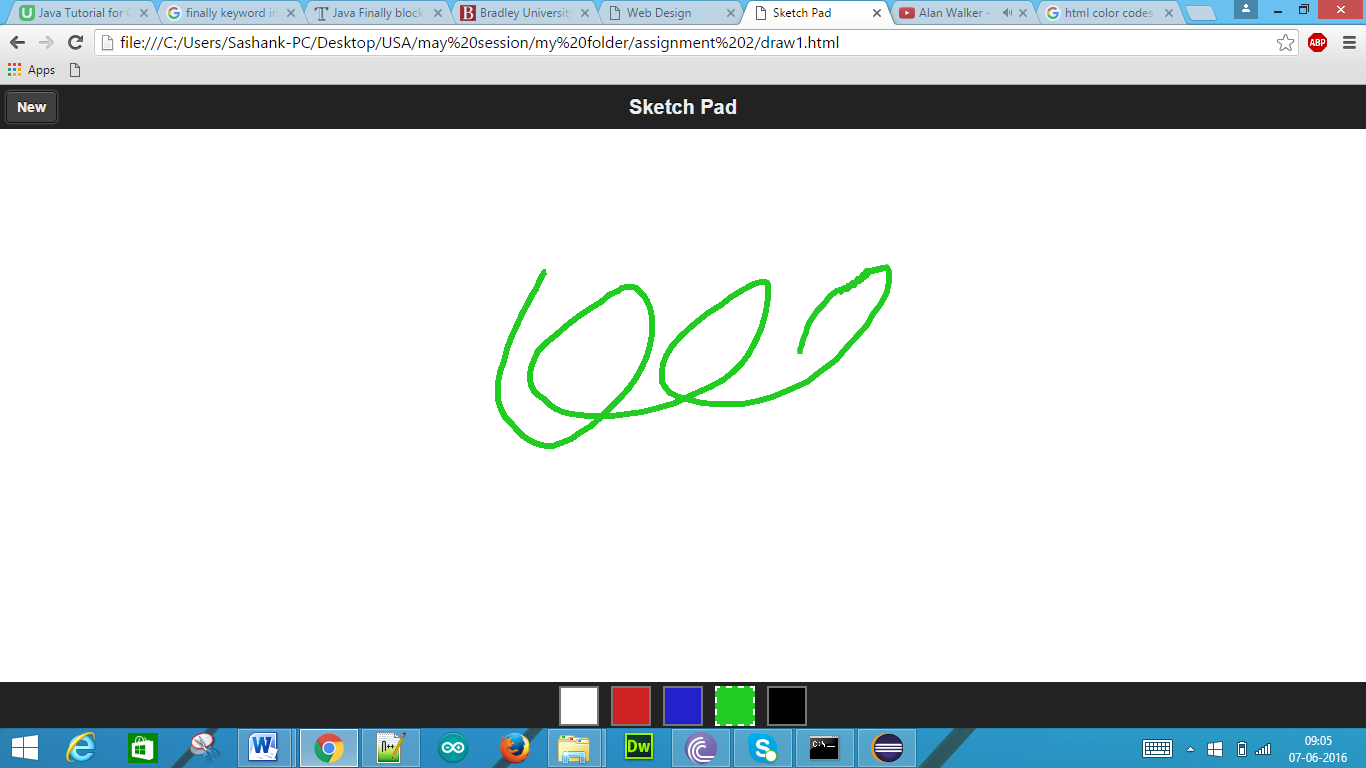 Java Tutorial for
finally keyword in
Java Finally block
Bradley University
Web Design
Sketch Pad
Alan Walker -
html color codes
file:///C:/Users/Sashank-PC/Desktop/USA/may%20session/my%20folder/assignment%202/draw1.html
ABP
Apps
New
Sketch Pad
Dw
09:05
07-06-2016